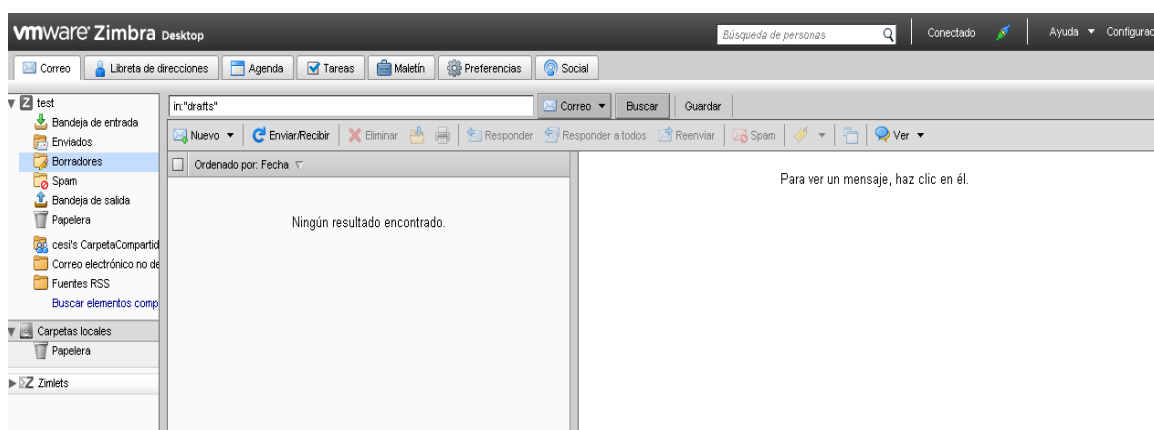 vmware Zimbra Desktop
Búsqueda de personas
Conectado
Ayuda
Correo
Libreta de direcciones
Agenda
Tareas
Maletín
Preferencias
Social
test
Bandeja de entrada
Enviados
Borradores
Spam
Bandeja de salida
Papelera
cesi's
Correo electrónico no
Fuentes RSS
Buscar elementos
Carpetas locales
Papelera
Zimlets
in:"drafts"
Correo
Buscar
Guardar
Nuevo
Enviar/Recibir
Eliminar
Responder
Responder a todos
Reenviar
Spam
Ver
Ordenado por: Fecha
Ningún resultado encontrado.
Para ver un mensaje, haz clic en él.